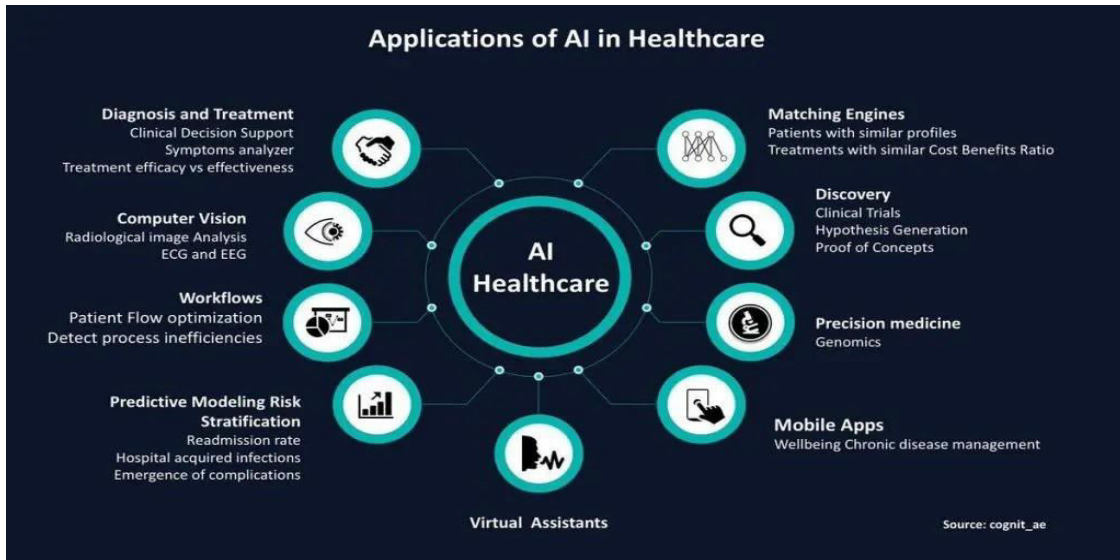 Applications of AI in Healthcare
Diagnosis and Treatment
Clinical Decision Support
Symptoms analyzer
Treatment efficacy vs effectiveness
Computer Vision
Radiological image Analysis
ECG and EEG
Workflows
Patient Flow optimization
Detect process inefficiencies
Predictive Modeling Risk
Stratification
Readmission rate
Hospital acquired infections
Emergence of complications
AI
Healthcare
Virtual Assistants
Matching Engines
Patients with similar profiles
Treatments with similar Cost Benefits Ratio
Discovery
Clinical Trials
Hypothesis Generation
Proof of Concepts
Precision medicine
Genomics
Mobile Apps
Wellbeing Chronic disease management
Source: cognit_ae